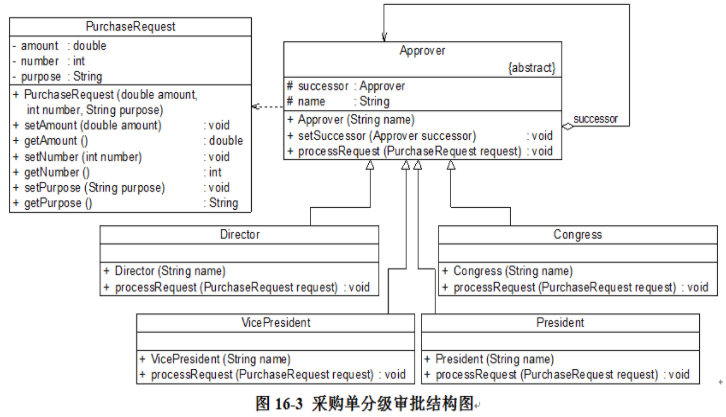 PurchaseRequest
- amount : double
- number : int
- purpose : String
+ PurchaseRequest (double amount,
int number, String purpose)
+ setAmount (double amount) : void
+ getAmount () : double
+ setNumber (int number) : void
+ getNumber () : int
+ setPurpose (String purpose) : void
+ getPurpose () : String
Approver
{abstract}
# successor : Approver
# name : String
+ Approver (String name)
+ setSuccessor (Approver successor) : void
+ processRequest (PurchaseRequest request) : void
successor
Director
+ Director (String name)
+ processRequest (PurchaseRequest request) : void
Congress
+ Congress (String name)
+ processRequest (PurchaseRequest request) : void
VicePresident
+ VicePresident (String name)
+ processRequest (PurchaseRequest request) : void
President
+ President (String name)
+ processRequest (PurchaseRequest request) : void
图 16-3 采购单分级审批结构图